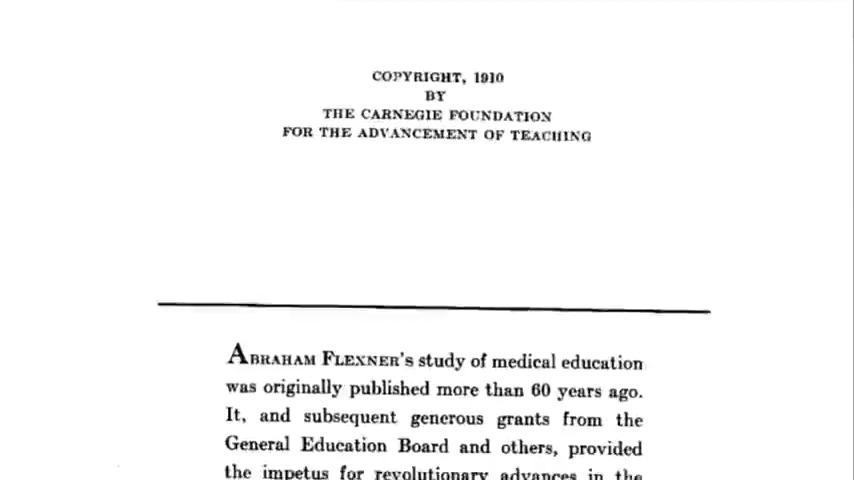 COPYRIGHT, 1910
BY
THE CARNEGIE FOUNDATION
FOR THE ADVANCEMENT OF TEACHING
ABRAHAM FLEXNER's study of medical education
was originally published more than 60 years ago.
It, and subsequent generous grants from the
General Education Board and others, provided
the impetus for revolutionary advances in the